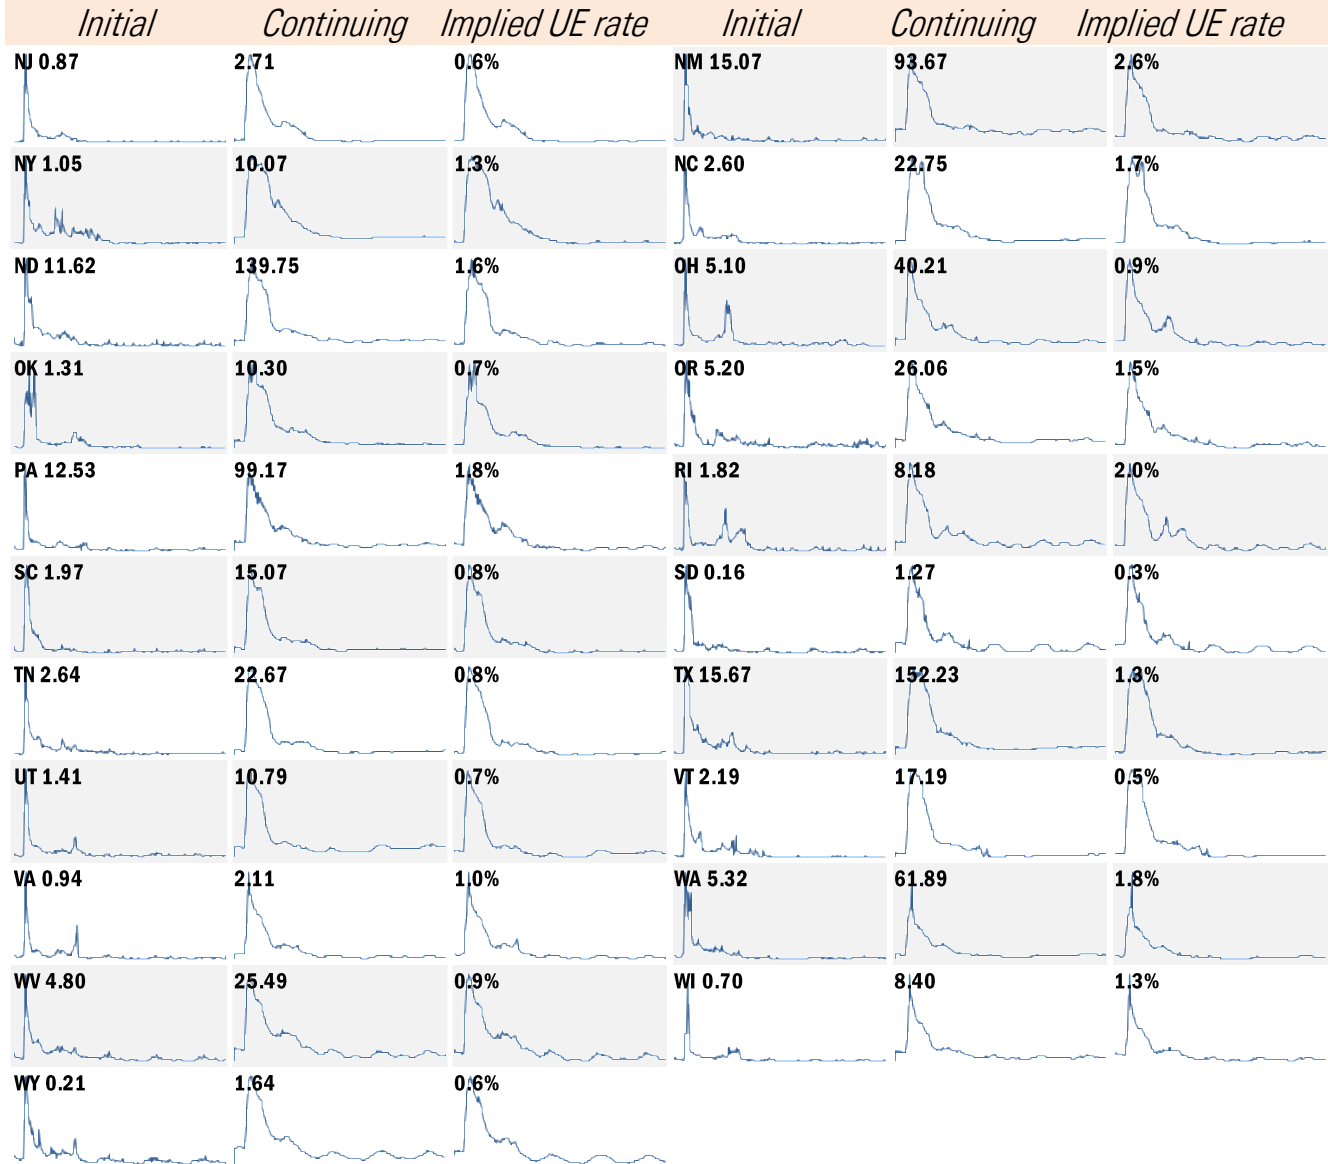 Initial Continuing Implied UE rate Initial Continuing Implied UE rate
NJ 0.87 2.71 0.6% NM 15.07 93.67 2.6%
NY 1.05 10.07 1.3% NC 2.60 22.75 1.7%
ND 11.62 139.75 1.6% OH 5.10 40.21 0.9%
OK 1.31 10.30 0.7% OR 5.20 26.06 1.5%
PA 12.53 99.17 1.8% RI 1.82 8.18 2.0%
SC 1.97 15.07 0.8% SD 0.16 1.27 0.3%
TN 2.64 22.67 0.8% TX 15.67 152.23 1.3%
UT 1.41 10.79 0.7% VT 2.19 17.19 0.5%
VA 0.94 2.11 1.0% WA 5.32 61.89 1.8%
WV 4.80 25.49 0.9% WI 0.70 8.40 1.3%
WY 0.21 1.64 0.6%